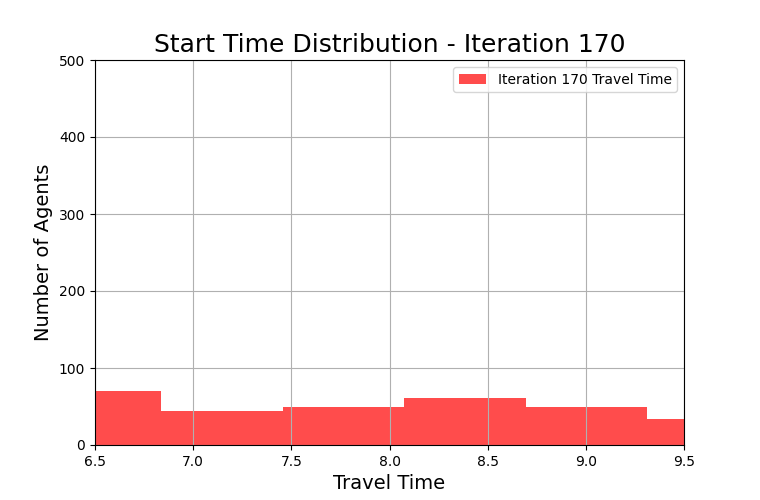 Start Time Distribution - Iteration 170
500
Iteration 170 Travel Time
400
300
200
100
0
Number of Agents
6.5 7.0 7.5 8.0 8.5 9.0 9.5
Travel Time